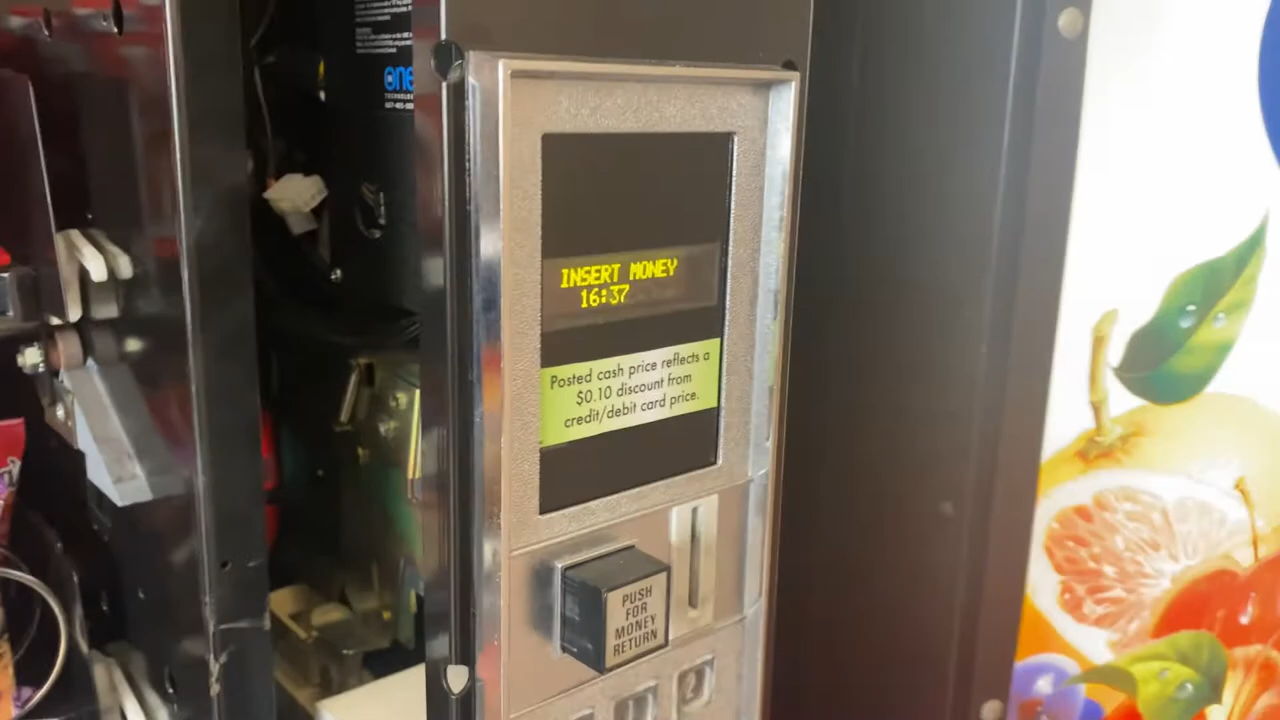 one
INSERT MONEY
16:37
Posted cash price reflects a
$0.10 discount from
credit/debit card price.
PUSH
FOR
MONEY
RETURN
2